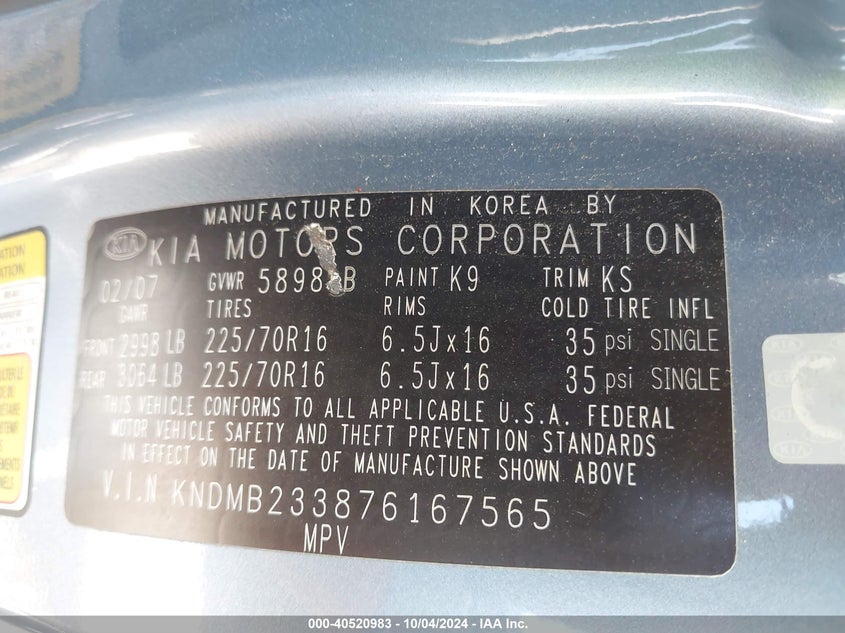 MANUFACTURED IN KOREA BY
KIA KIA MOTORS CORPORATION
02/07 GVWR 5898LB PAINT K9 TRIM KS
GAWR TIRES RIMS COLD TIRE INFL
FRONT 2998 LB 225/70R16 6.5Jx16 35 psi SINGLE
REAR 3064 LB 225/70R16 6.5Jx16 35 psi SINGLE
THIS VEHICLE CONFORMS TO ALL APPLICABLE U.S.A. FEDERAL
MOTOR VEHICLE SAFETY AND THEFT PREVENTION STANDARDS
IN EFFECT ON THE DATE OF MANUFACTURE SHOWN ABOVE
V.I.N KNDMB233876167565
MPV
KIA
000-40520983 - 10/04/2024 - IAA Inc.